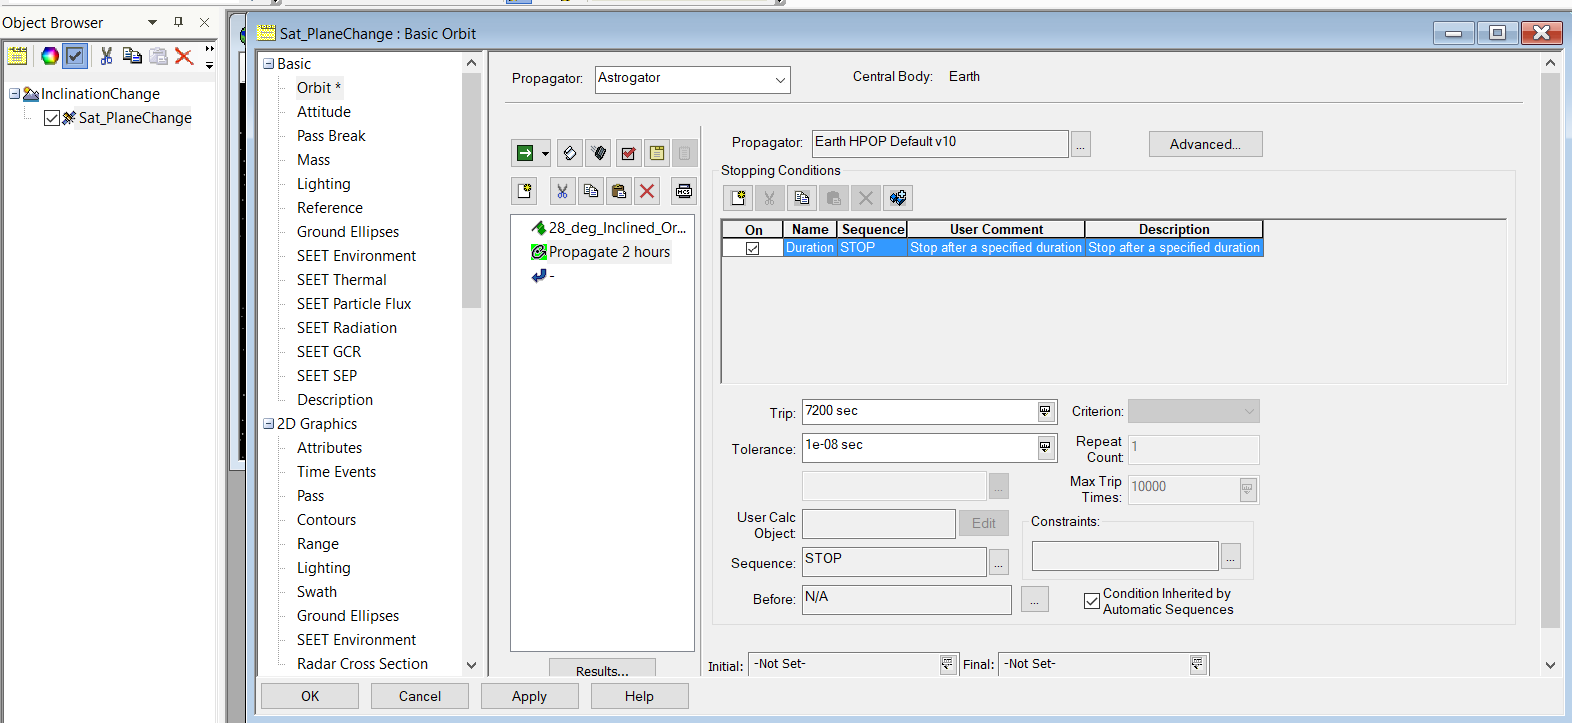 Object Browser
InclinationChange
Sat_PlaneChange
Sat_PlaneChange : Basic Orbit
Basic
Orbit *
Attitude
Pass Break
Mass
Lighting
Reference
Ground Ellipses
SEET Environment
SEET Thermal
SEET Particle Flux
SEET Radiation
SEET GCR
SEET SEP
Description
2D Graphics
Attributes
Time Events
Pass
Contours
Range
Lighting
Swath
Ground Ellipses
SEET Environment
Radar Cross Section
Propagator: Astrogator Central Body: Earth
MCS
28_deg_Inclined_Or...
Propagate 2 hours
-
Results...
Propagator: Earth HPOP Default v10 ... Advanced...
Stopping Conditions
On Name Sequence User Comment Description
Duration STOP Stop after a specified duration Stop after a specified duration
Trip: 7200 sec Criterion:
Tolerance: 1e-08 sec Repeat Count: 1
Max Trip Times: 10000
...
User Calc Object: Edit Constraints:
...
Sequence: STOP ...
Before: N/A ... Condition Inherited by
Automatic Sequences
Initial: -Not Set- Final: -Not Set-
OK Cancel Apply Help